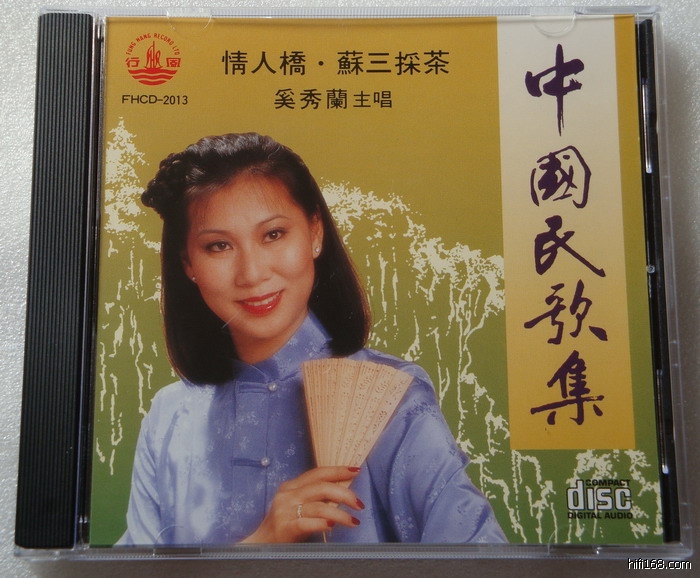 FUNG HANG RECORD LTD
行風
FHCD-2013
情人橋·蘇三採茶
奚秀蘭主唱
中國民歌集
COMPACT
disc
DIGITAL AUDIO
hifi168.com